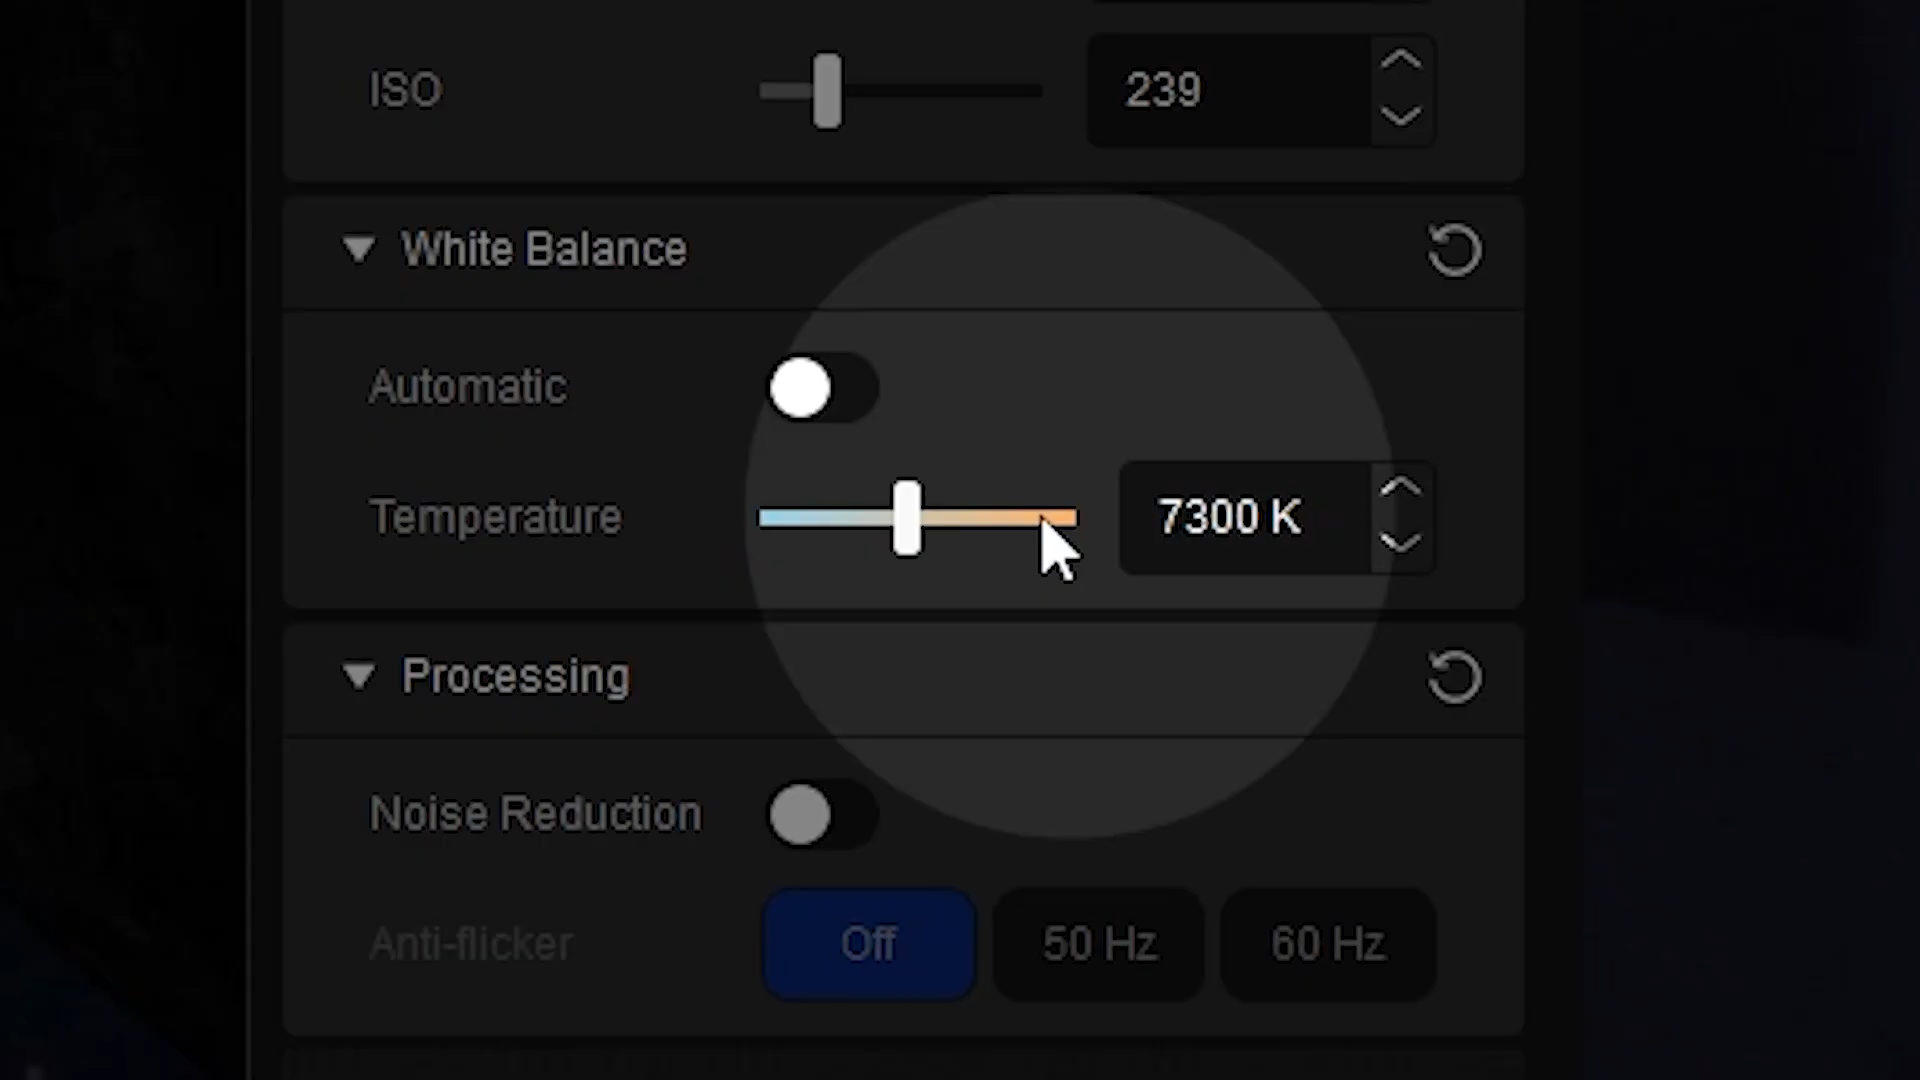 ISO 239
White Balance
Automatic
Temperature 7300 K
Processing
Noise Reduction
Anti-flicker Off 50 Hz 60 Hz